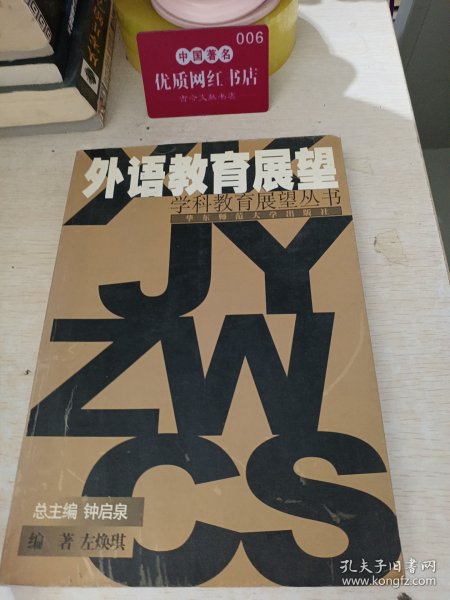 006
中国著名
优质网红书店
外语教育展望
学科教育展望丛书
华东师范大学出版社
XK
JY
ZW
CS
总主编 钟启泉
编 著 左焕琪
孔夫子旧书网
www.kongfz.com